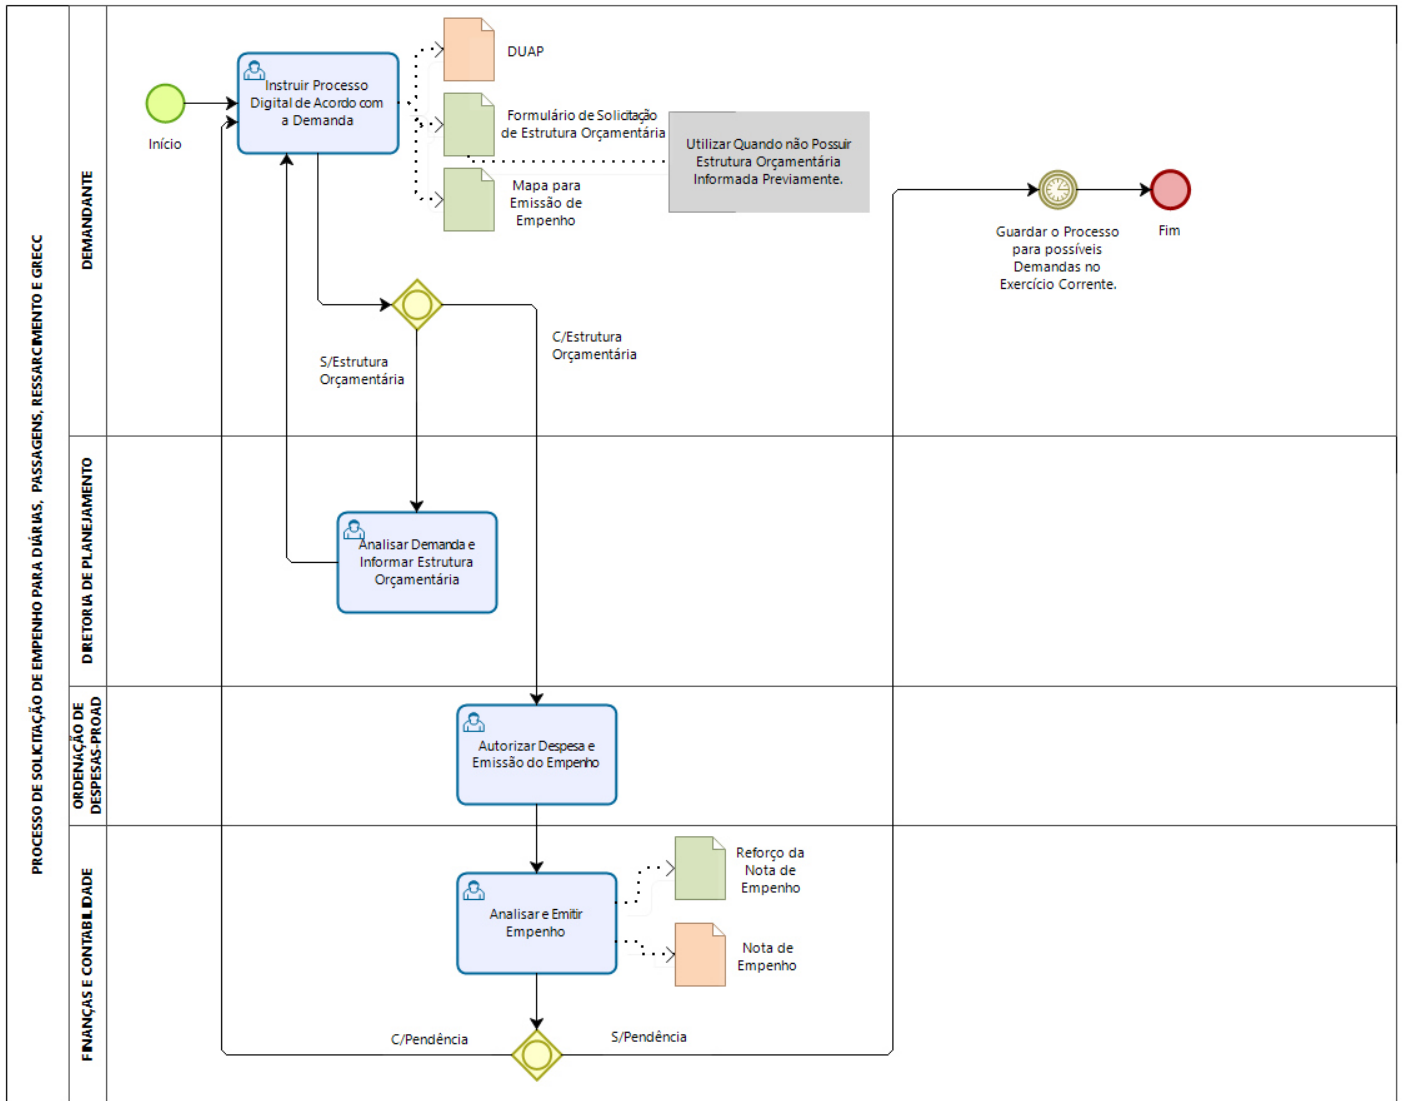 PROCESSO DE SOLICITAÇÃO DE EMPENHO PARA DIÁRIAS, PASSAGENS, RESSARCIMENTO E GRECC
DEMANDANTE
Início
Instruir Processo
Digital de Acordo com
a Demanda
DUAP
Formulário de Solicitação
de Estrutura Orçamentária
Mapa para
Emissão de
Empenho
Utilizar Quando não Possuir
Estrutura Orçamentária
Informada Previamente.
Guardar o Processo
para possíveis
Demandas no
Exercício Corrente.
Fim
S/Estrutura
Orçamentária
C/Estrutura
Orçamentária
DIRETORIA DE PLANEJAMENTO
Analisar Demanda e
Informar Estrutura
Orçamentária
ORDENAÇÃO DE
DESPESAS-PROAD
Autorizar Despesa e
Emissão do Empenho
FINANÇAS E CONTABILIDADE
Analisar e Emitir
Empenho
Reforço da
Nota de
Empenho
Nota de
Empenho
C/Pendência
S/Pendência